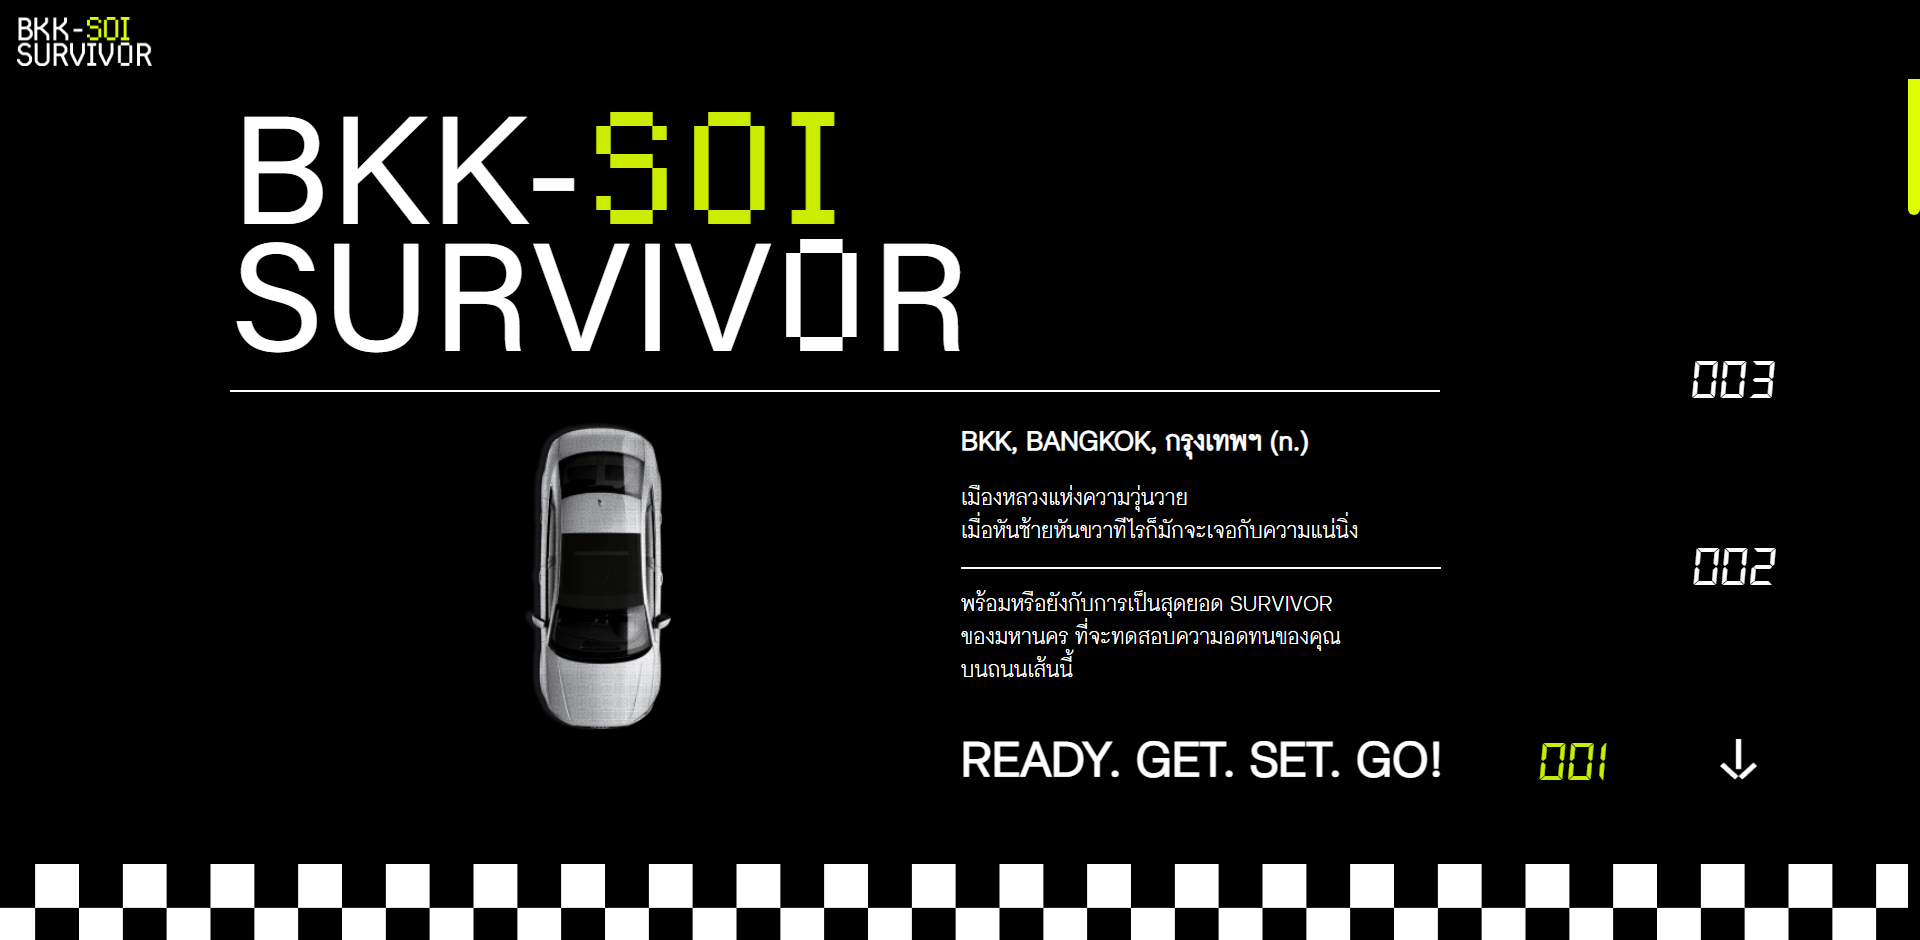 BKK-SOI
SURVIVOR
BKK-SOI
SURVIVOR
003
BKK, BANGKOK, กรุงเทพฯ (n.)
เมืองหลวงแห่งความวุ่นวาย
เมื่อหันซ้ายหันขวาทีไรก็มักจะเจอกับความแน่นิ่ง
002
พร้อมหรือยังกับการเป็นสุดยอด SURVIVOR
ของมหานคร ที่จะทดสอบความอดทนของคุณ
บนถนนเส้นนี้
READY. GET. SET. GO!
001